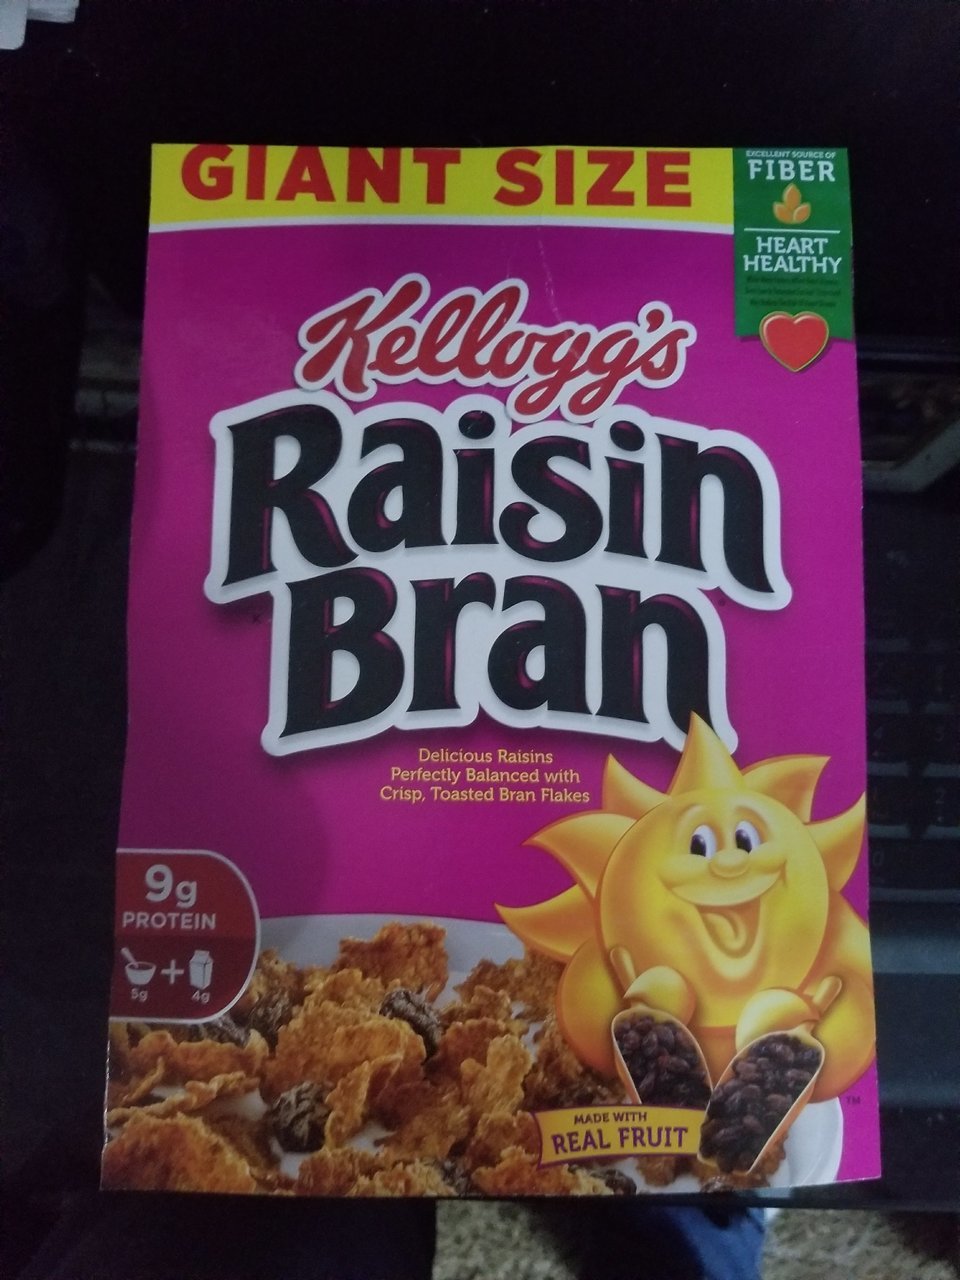 GIANT SIZE
EXCELLENT SOURCE OF
FIBER
HEART
HEALTHY
Kellogg's
Raisin
Bran
Delicious Raisins
Perfectly Balanced with
Crisp, Toasted Bran Flakes
9g
PROTEIN
+
5g 4g
MADE WITH
REAL FRUIT
TM